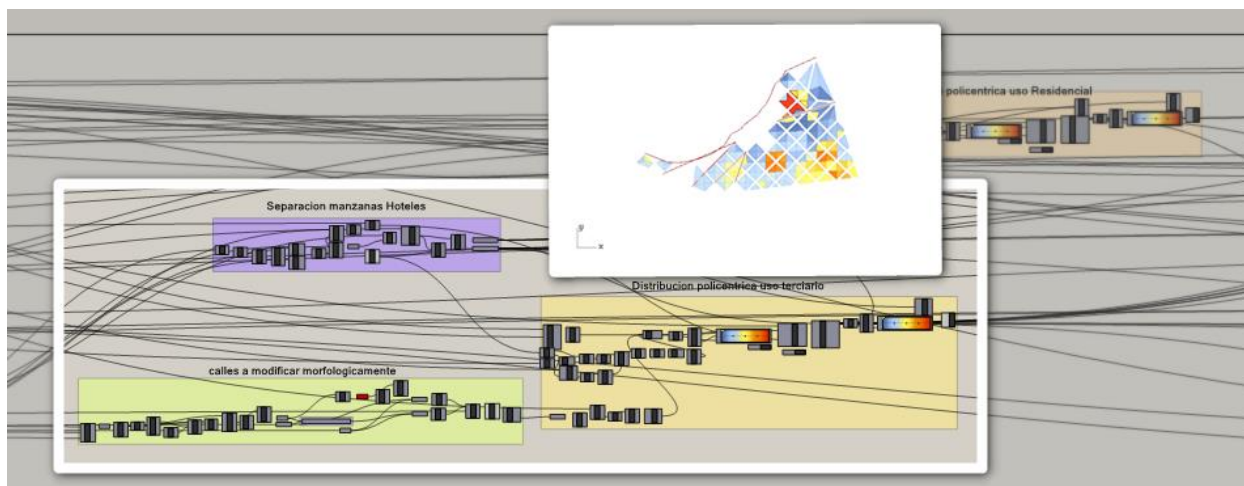 policentrica uso Residencial
Separacion manzanas Hoteles
y
x
Distribucion policentrica uso terciario
calles a modificar morfologicamente